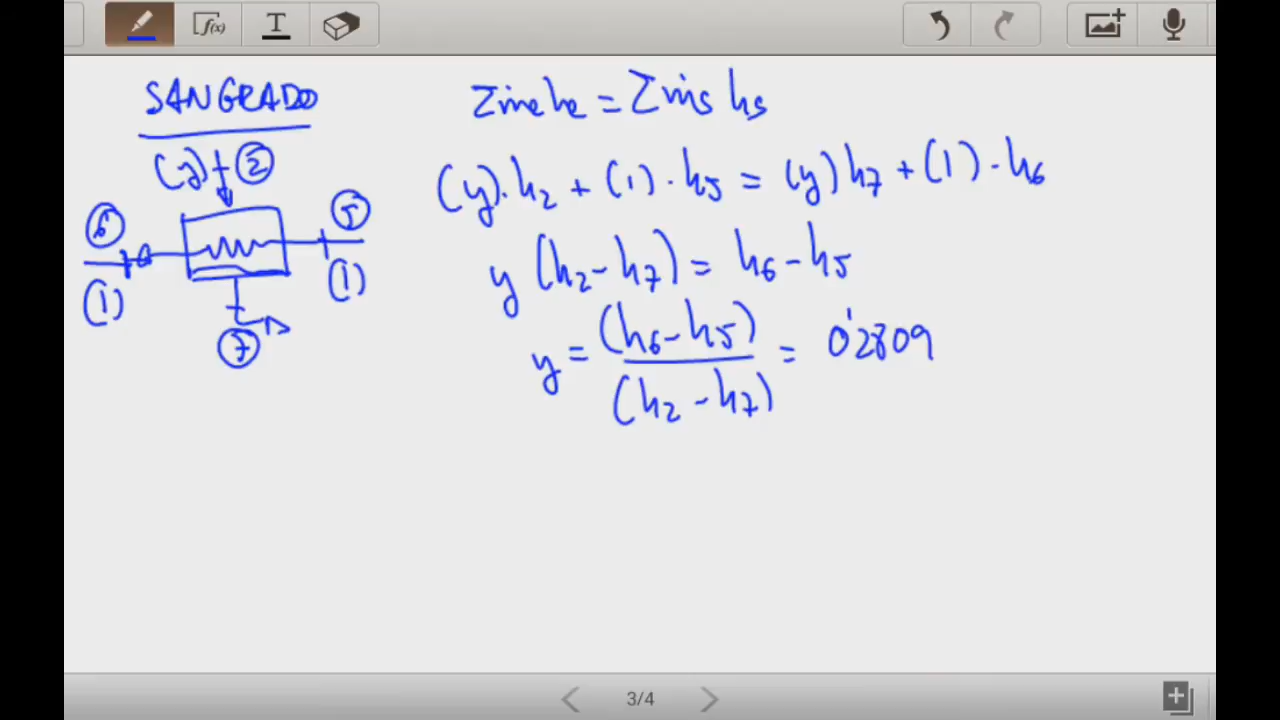 f(x) T
SANGRADO
(y) 2
6 5
(1) (1)
7
Σṁe he = Σṁs hs
(y)·h2 + (1)·h5 = (y)h7 + (1)·h6
y (h2-h7) = h6-h5
y = (h6-h5) / (h2-h7) = 0'2809
3/4